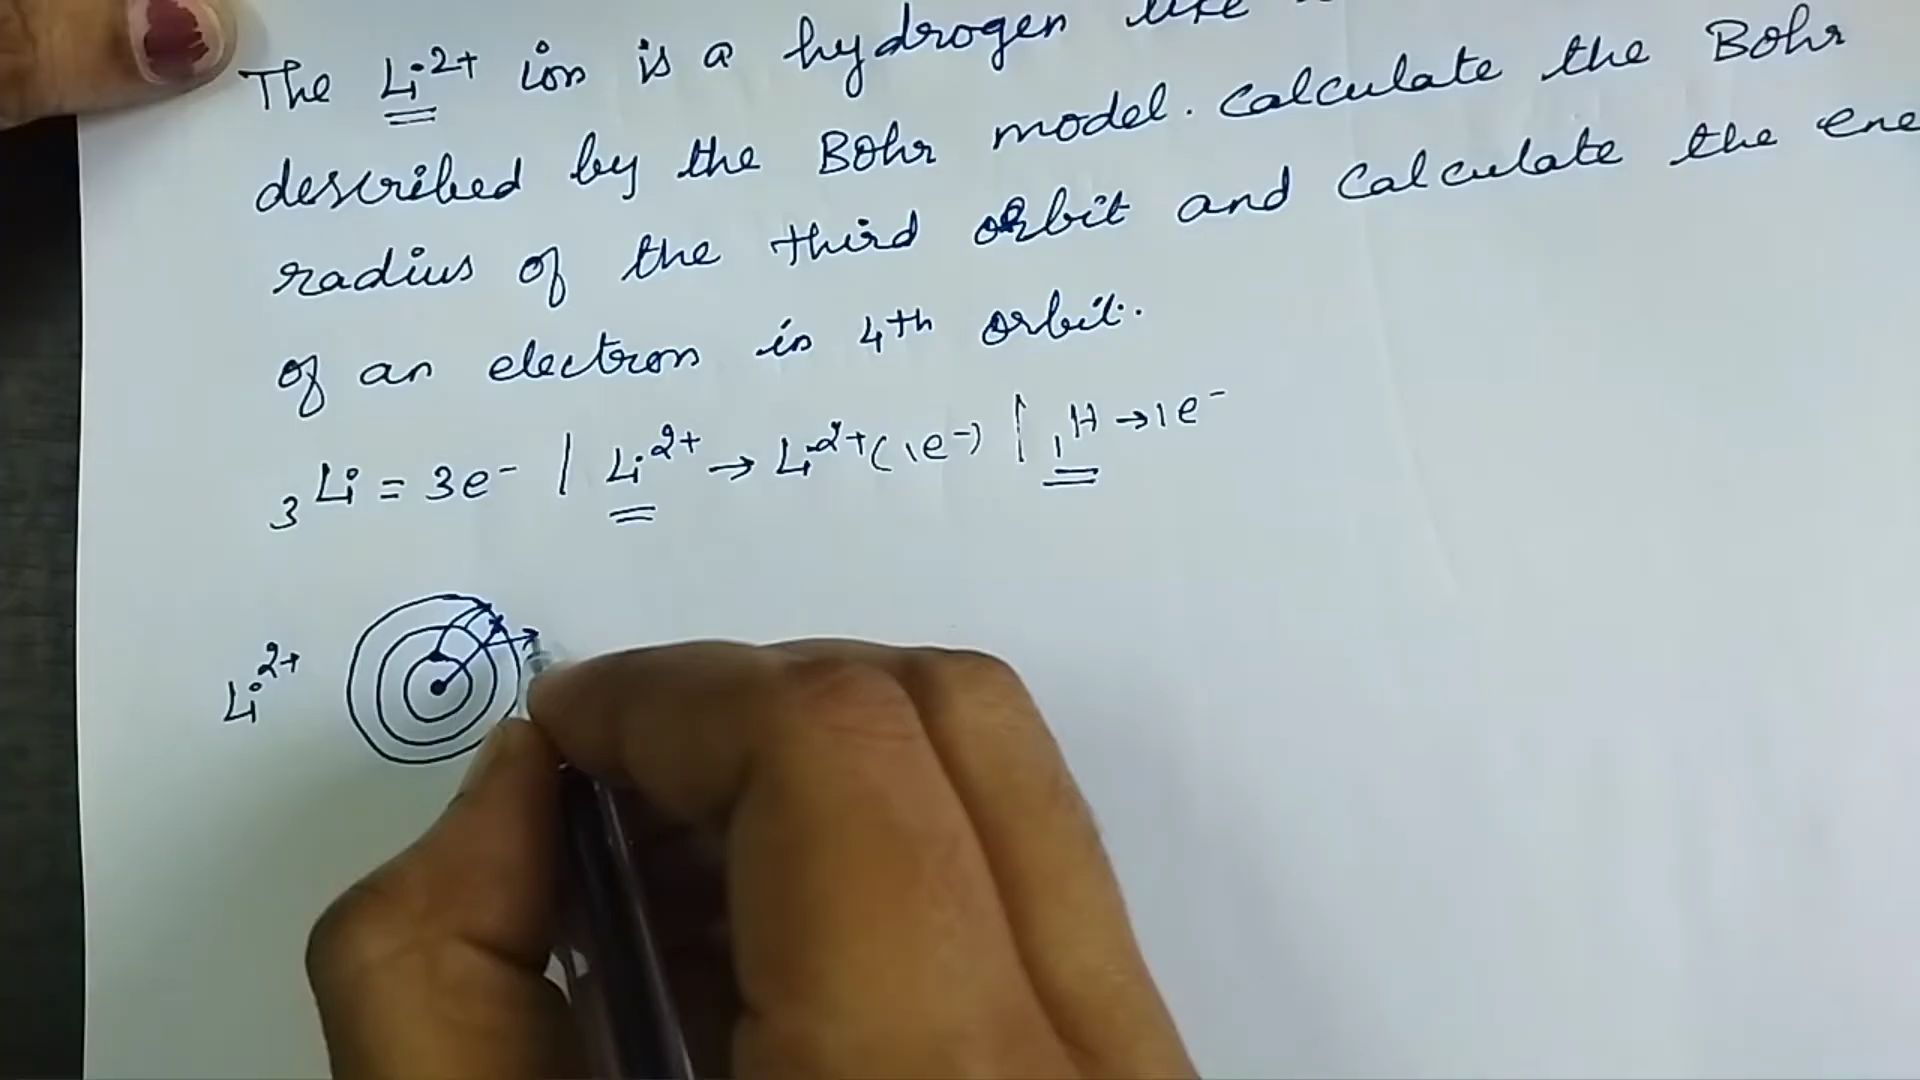 The Li²⁺ ion is a hydrogen like
described by the Bohr model. Calculate the Bohr
radius of the third orbit and calculate the
of an electron in 4ᵗʰ orbit.
₃Li = 3e⁻ | Li²⁺ → Li²⁺(1e⁻) | ₁H → 1e⁻
Li²⁺